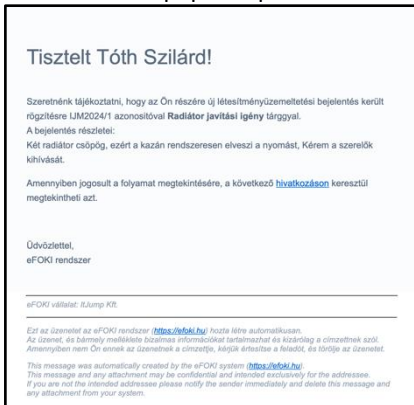 Tisztelt Tóth Szilárd!
Szeretnénk tájékoztatni, hogy az Ön részére új létesítményüzemeltetési bejelentés került
rögzítésre IJM2024/1 azonosítóval Radiátor javítási igény tárggyal.
A bejelentés részletei:
Két radiátor csöpög, ezért a kazán rendszeresen elveszi a nyomást, Kérem a szerelők
kihívását.
Amennyiben jogosult a folyamat megtekintésére, a következő hivatkozáson keresztül
megtekintheti azt.
Üdvözlettel,
eFOKI rendszer
eFOKI vállalat: ItJump Kft.
Ezt az üzenetet az eFOKI rendszer (https://efoki.hu) hozta létre automatikusan.
Az üzenet, és bármely melléklete bizalmas információkat tartalmazhat és kizárólag a címzettnek szól.
Amennyiben nem Ön ennek az üzenetnek a címzettje, kérjük értesítse a feladót, és törölje az üzenetet.
This message was automatically created by the eFOKI system (https://efoki.hu).
This message and any attachment may be confidential and intended exclusively for the addressee.
If you are not the intended addressee please notify the sender immediately and delete this message and
any attachment from your system.